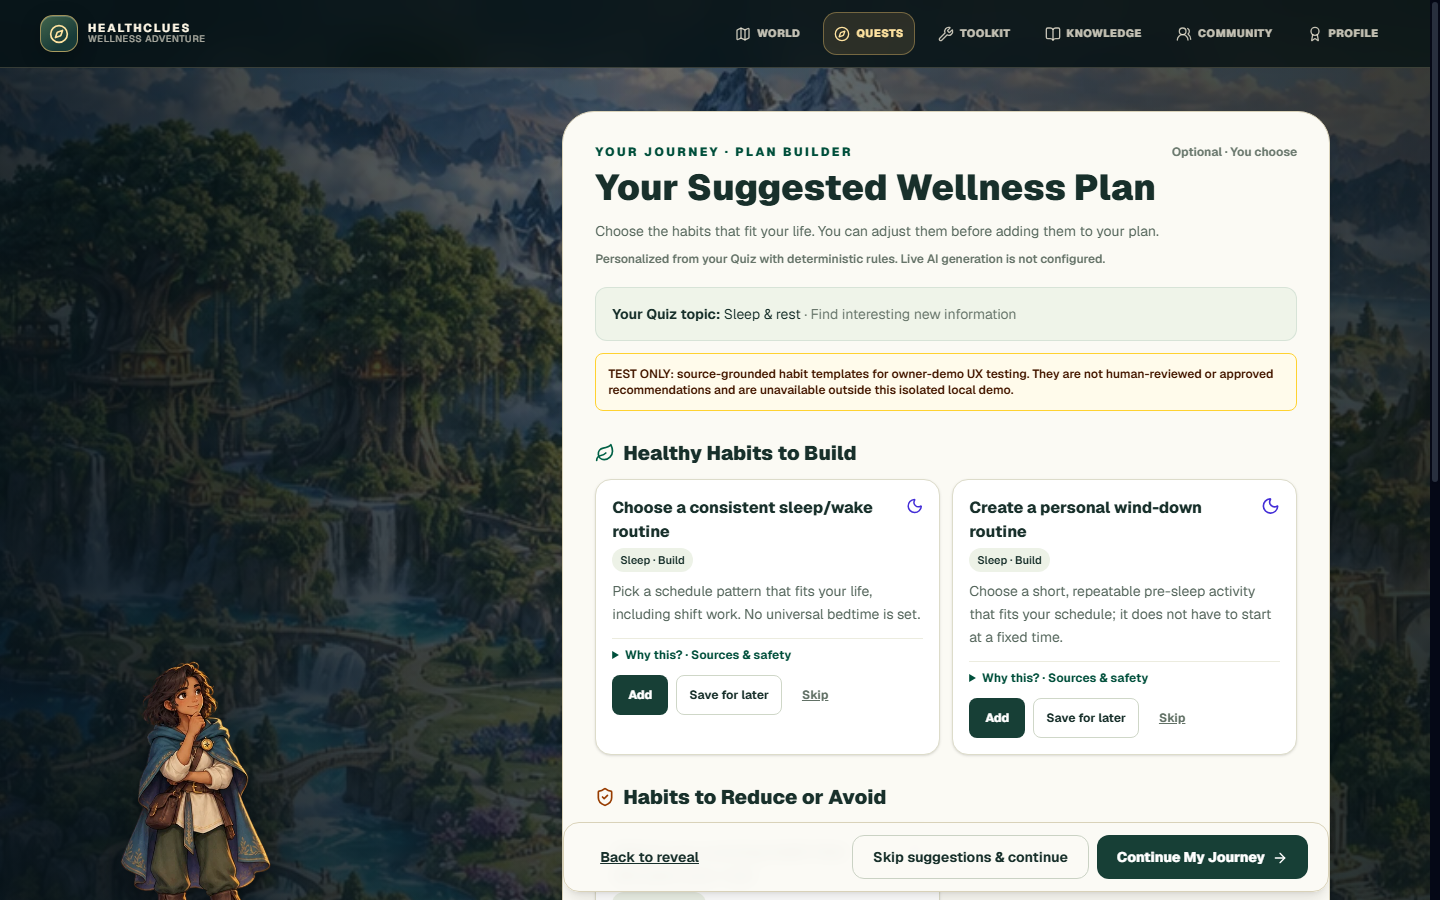 HEALTHCLUES
WELLNESS ADVENTURE
WORLD
QUESTS
TOOLKIT
KNOWLEDGE
COMMUNITY
PROFILE
YOUR JOURNEY · PLAN BUILDER
Optional · You choose
Your Suggested Wellness Plan
Choose the habits that fit your life. You can adjust them before adding them to your plan.
Personalized from your Quiz with deterministic rules. Live AI generation is not configured.
Your Quiz topic: Sleep & rest · Find interesting new information
TEST ONLY: source-grounded habit templates for owner-demo UX testing. They are not human-reviewed or approved
recommendations and are unavailable outside this isolated local demo.
Healthy Habits to Build
Choose a consistent sleep/wake
routine
Sleep · Build
Pick a schedule pattern that fits your life,
including shift work. No universal bedtime is set.
Why this? · Sources & safety
Add
Save for later
Skip
Create a personal wind-down
routine
Sleep · Build
Choose a short, repeatable pre-sleep activity
that fits your schedule; it does not have to start
at a fixed time.
Why this? · Sources & safety
Add
Save for later
Skip
Habits to Reduce or Avoid
Back to reveal
Skip suggestions & continue
Continue My Journey →